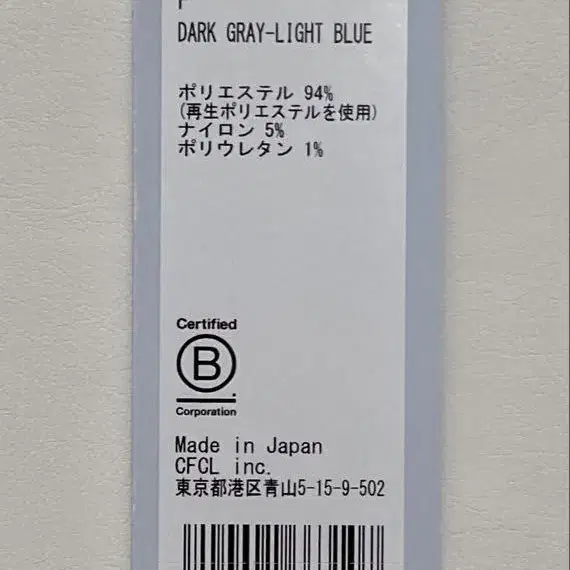 F
DARK GRAY-LIGHT BLUE
ポリエステル 94%
(再生ポリエステルを使用)
ナイロン 5%
ポリウレタン 1%
Certified
B
Corporation
Made in Japan
CFCL inc.
東京都港区青山5-15-9-502